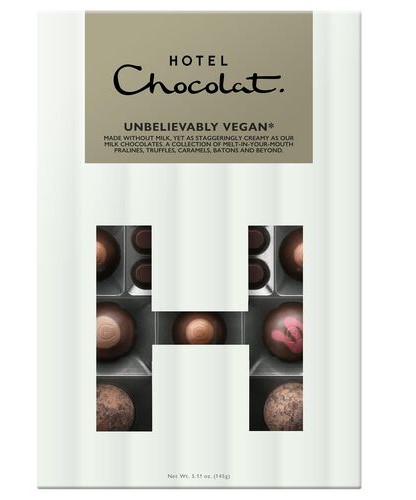 HOTEL
Chocolat.
UNBELIEVABLY VEGAN*
MADE WITHOUT MILK, YET AS STAGGERINGLY CREAMY AS OUR
MILK CHOCOLATES. A COLLECTION OF MELT-IN-YOUR-MOUTH
PRALINES, TRUFFLES, CARAMELS, BATONS AND BEYOND.
Net Wt. 5.11 oz. (145g)